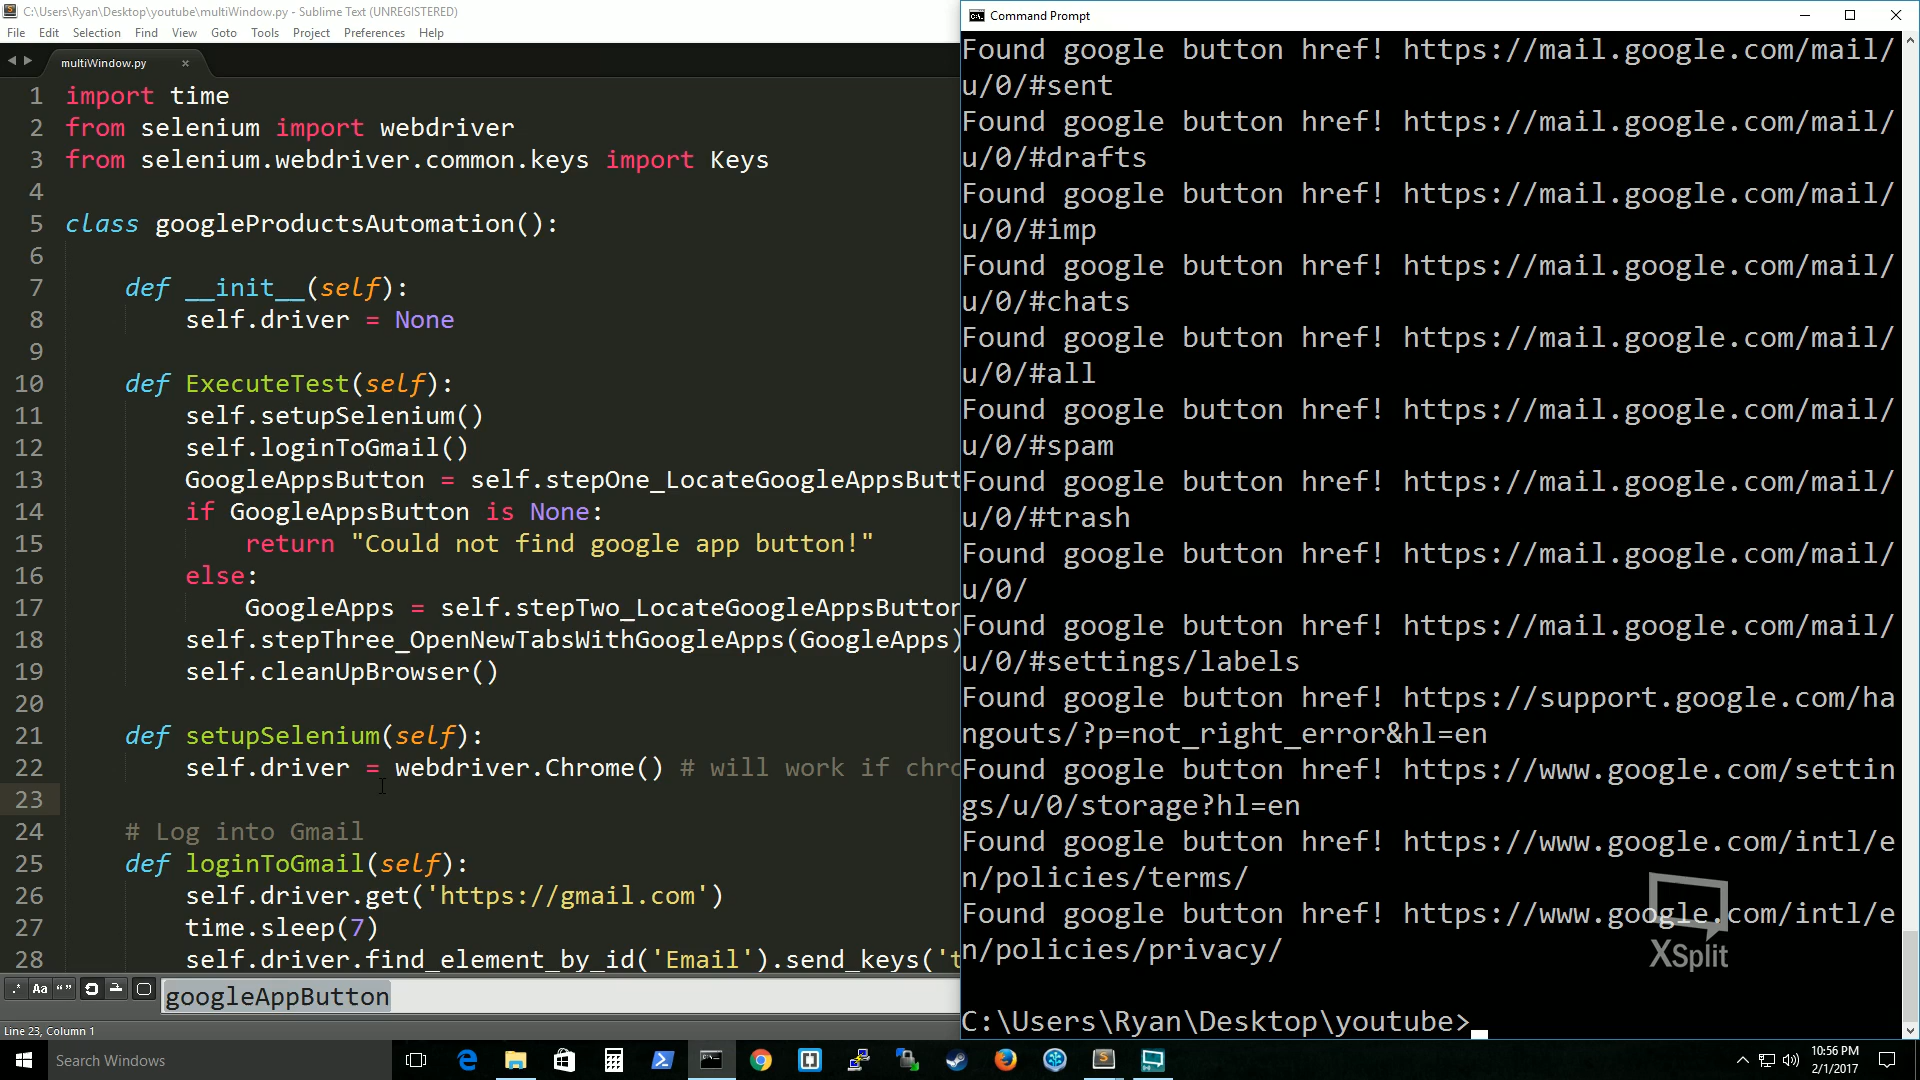 C:\Users\Ryan\Desktop\youtube\multiWindow.py - Sublime Text (UNREGISTERED)
File Edit Selection Find View Goto Tools Project Preferences Help
multiWindow.py ×
1 import time
2 from selenium import webdriver
3 from selenium.webdriver.common.keys import Keys
4
5 class googleProductsAutomation():
6
7 def __init__(self):
8 self.driver = None
9
10 def ExecuteTest(self):
11 self.setupSelenium()
12 self.loginToGmail()
13 GoogleAppsButton = self.stepOne_LocateGoogleAppsButt
14 if GoogleAppsButton is None:
15 return "Could not find google app button!"
16 else:
17 GoogleApps = self.stepTwo_LocateGoogleAppsButton
18 self.stepThree_OpenNewTabsWithGoogleApps(GoogleApps)
19 self.cleanUpBrowser()
20
21 def setupSelenium(self):
22 self.driver = webdriver.Chrome() # will work if chro
23
24 # Log into Gmail
25 def loginToGmail(self):
26 self.driver.get('https://gmail.com')
27 time.sleep(7)
28 self.driver.find_element_by_id('Email').send_keys('t
.* Aa “ ”
googleAppButton
Line 23, Column 1
Command Prompt
Found google button href! https://mail.google.com/mail/
u/0/#sent
Found google button href! https://mail.google.com/mail/
u/0/#drafts
Found google button href! https://mail.google.com/mail/
u/0/#imp
Found google button href! https://mail.google.com/mail/
u/0/#chats
Found google button href! https://mail.google.com/mail/
u/0/#all
Found google button href! https://mail.google.com/mail/
u/0/#spam
Found google button href! https://mail.google.com/mail/
u/0/#trash
Found google button href! https://mail.google.com/mail/
u/0/
Found google button href! https://mail.google.com/mail/
u/0/#settings/labels
Found google button href! https://support.google.com/ha
ngouts/?p=not_right_error&hl=en
Found google button href! https://www.google.com/settin
gs/u/0/storage?hl=en
Found google button href! https://www.google.com/intl/e
n/policies/terms/
Found google button href! https://www.google.com/intl/e
n/policies/privacy/
XSplit
C:\Users\Ryan\Desktop\youtube>
Search Windows
10:56 PM
2/1/2017